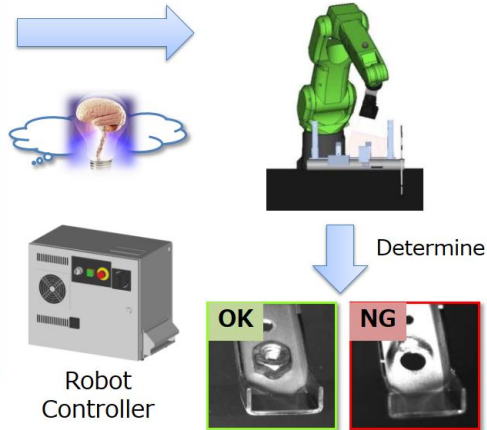 Determine
OK
NG
Robot
Controller